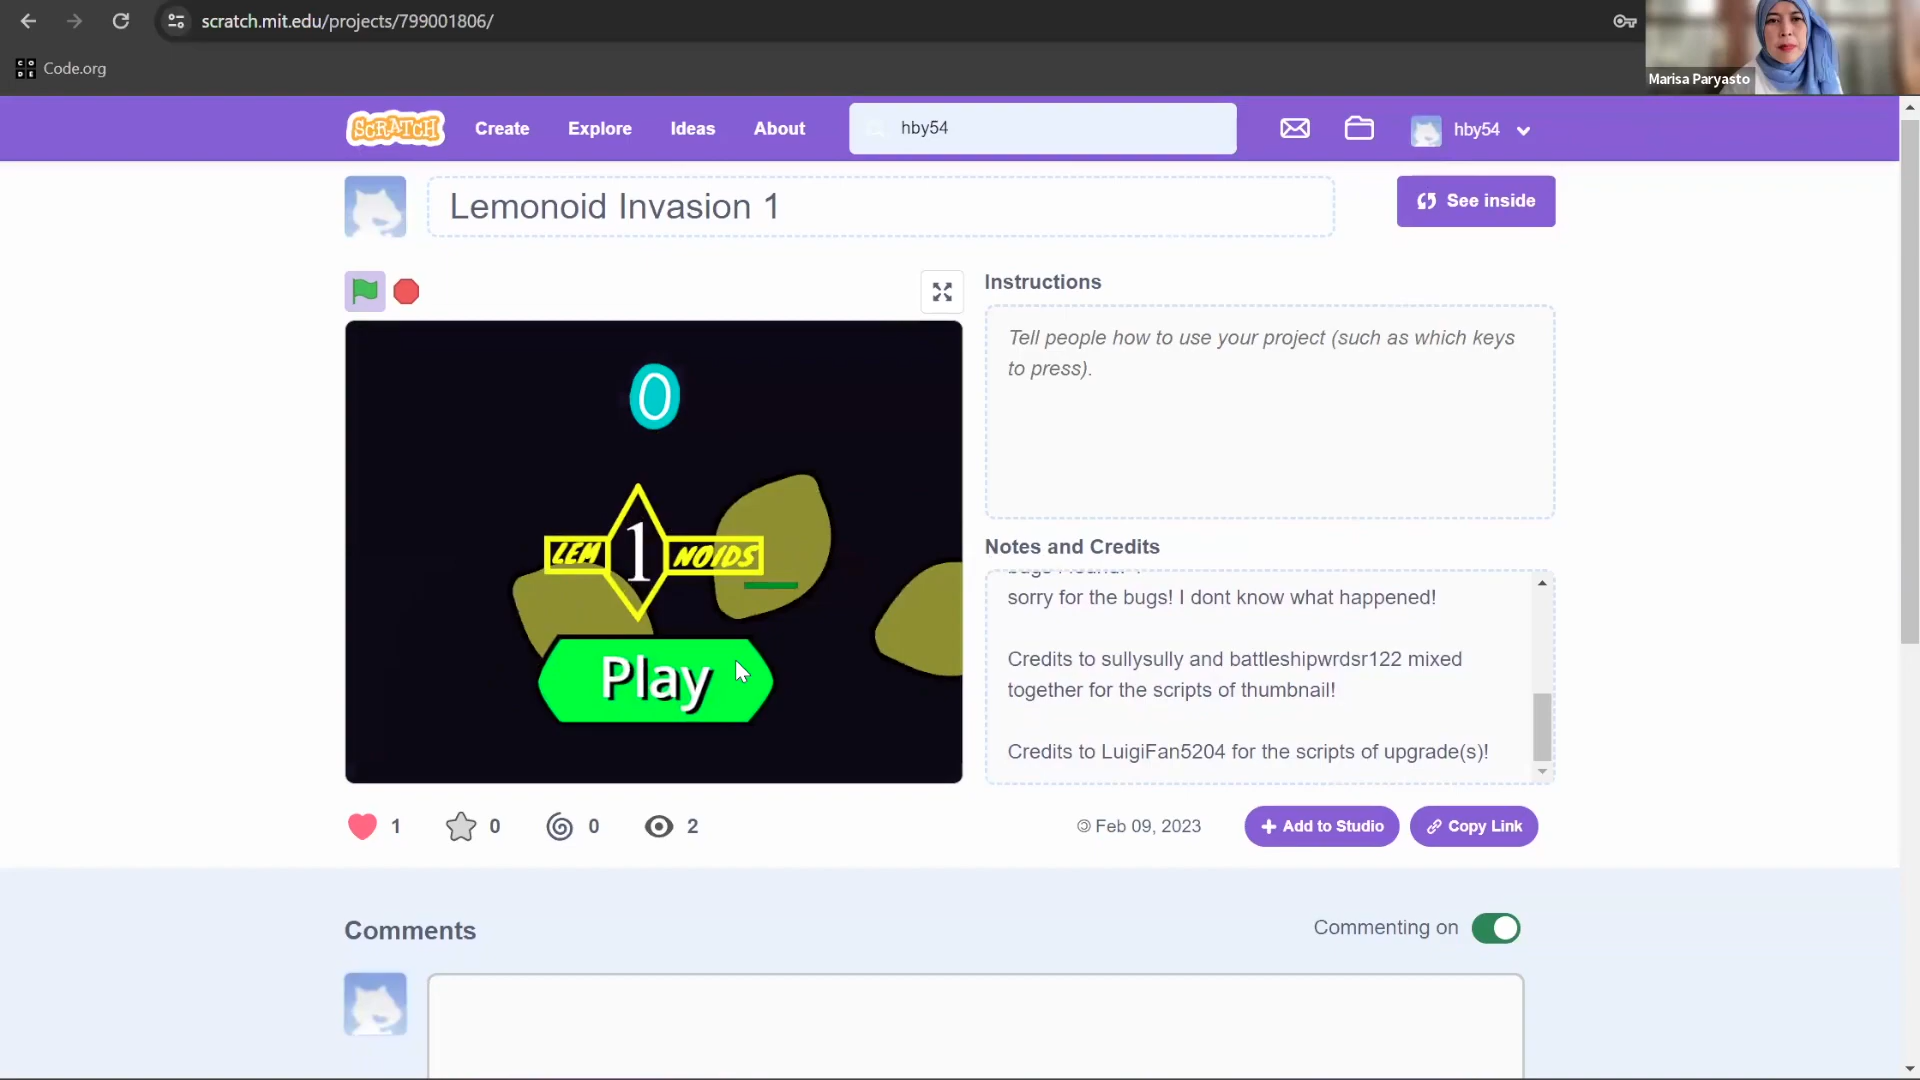 scratch.mit.edu/projects/799001806/
CODE
Code.org
Marisa Paryasto
SCRATCH
Create
Explore
Ideas
About
hby54
hby54
Lemonoid Invasion 1
See inside
Instructions
Tell people how to use your project (such as which keys
to press).
0
LEM 1 NOIDS
Play
Notes and Credits
sorry for the bugs! I dont know what happened!
Credits to sullysully and battleshipwrdsr122 mixed
together for the scripts of thumbnail!
Credits to LuigiFan5204 for the scripts of upgrade(s)!
1
0
0
2
© Feb 09, 2023
Add to Studio
Copy Link
Comments
Commenting on